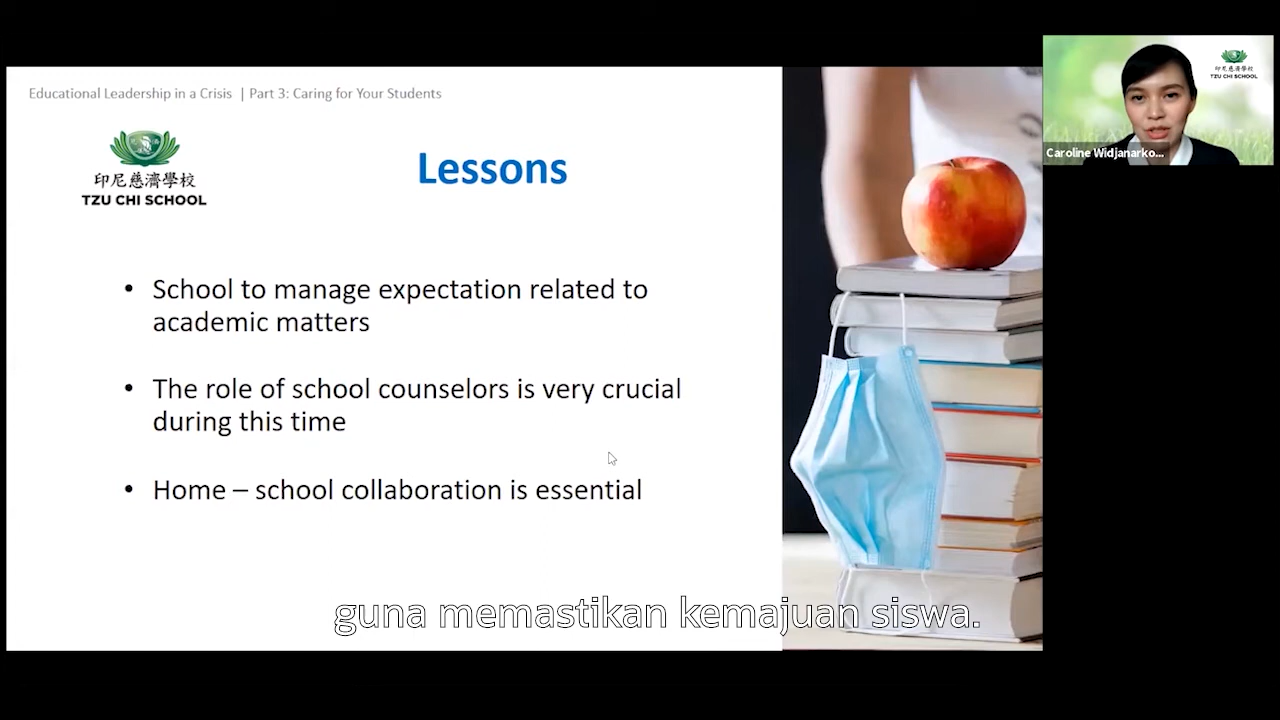 Educational Leadership in a Crisis | Part 3: Caring for Your Students
印尼慈濟學校
TZU CHI SCHOOL
Lessons
• School to manage expectation related to
academic matters
• The role of school counselors is very crucial
during this time
• Home – school collaboration is essential
guna memastikan kemajuan siswa.
印尼慈濟學校
TZU CHI SCHOOL
Caroline Widjanarko...